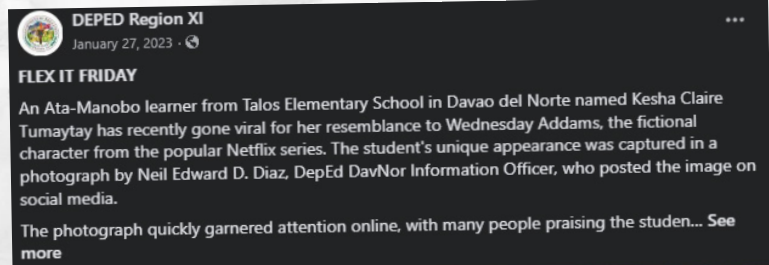 DEPED Region XI
January 27, 2023 ·
FLEX IT FRIDAY
An Ata-Manobo learner from Talos Elementary School in Davao del Norte named Kesha Claire
Tumaytay has recently gone viral for her resemblance to Wednesday Addams, the fictional
character from the popular Netflix series. The student's unique appearance was captured in a
photograph by Neil Edward D. Diaz, DepEd DavNor Information Officer, who posted the image on
social media.
The photograph quickly garnered attention online, with many people praising the studen... See
more